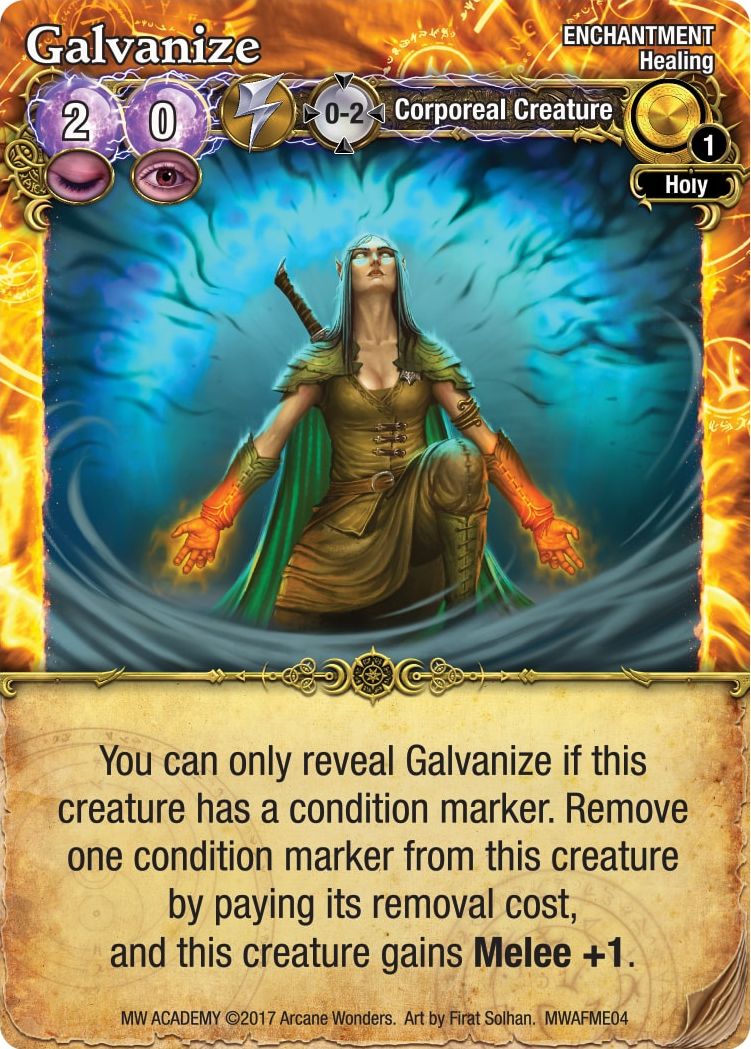 Galvanize
ENCHANTMENT
Healing
2 0 0-2 Corporeal Creature
1
Holy
You can only reveal Galvanize if this
creature has a condition marker. Remove
one condition marker from this creature
by paying its removal cost,
and this creature gains Melee +1.
MW ACADEMY ©2017 Arcane Wonders. Art by Firat Solhan. MWAFME04